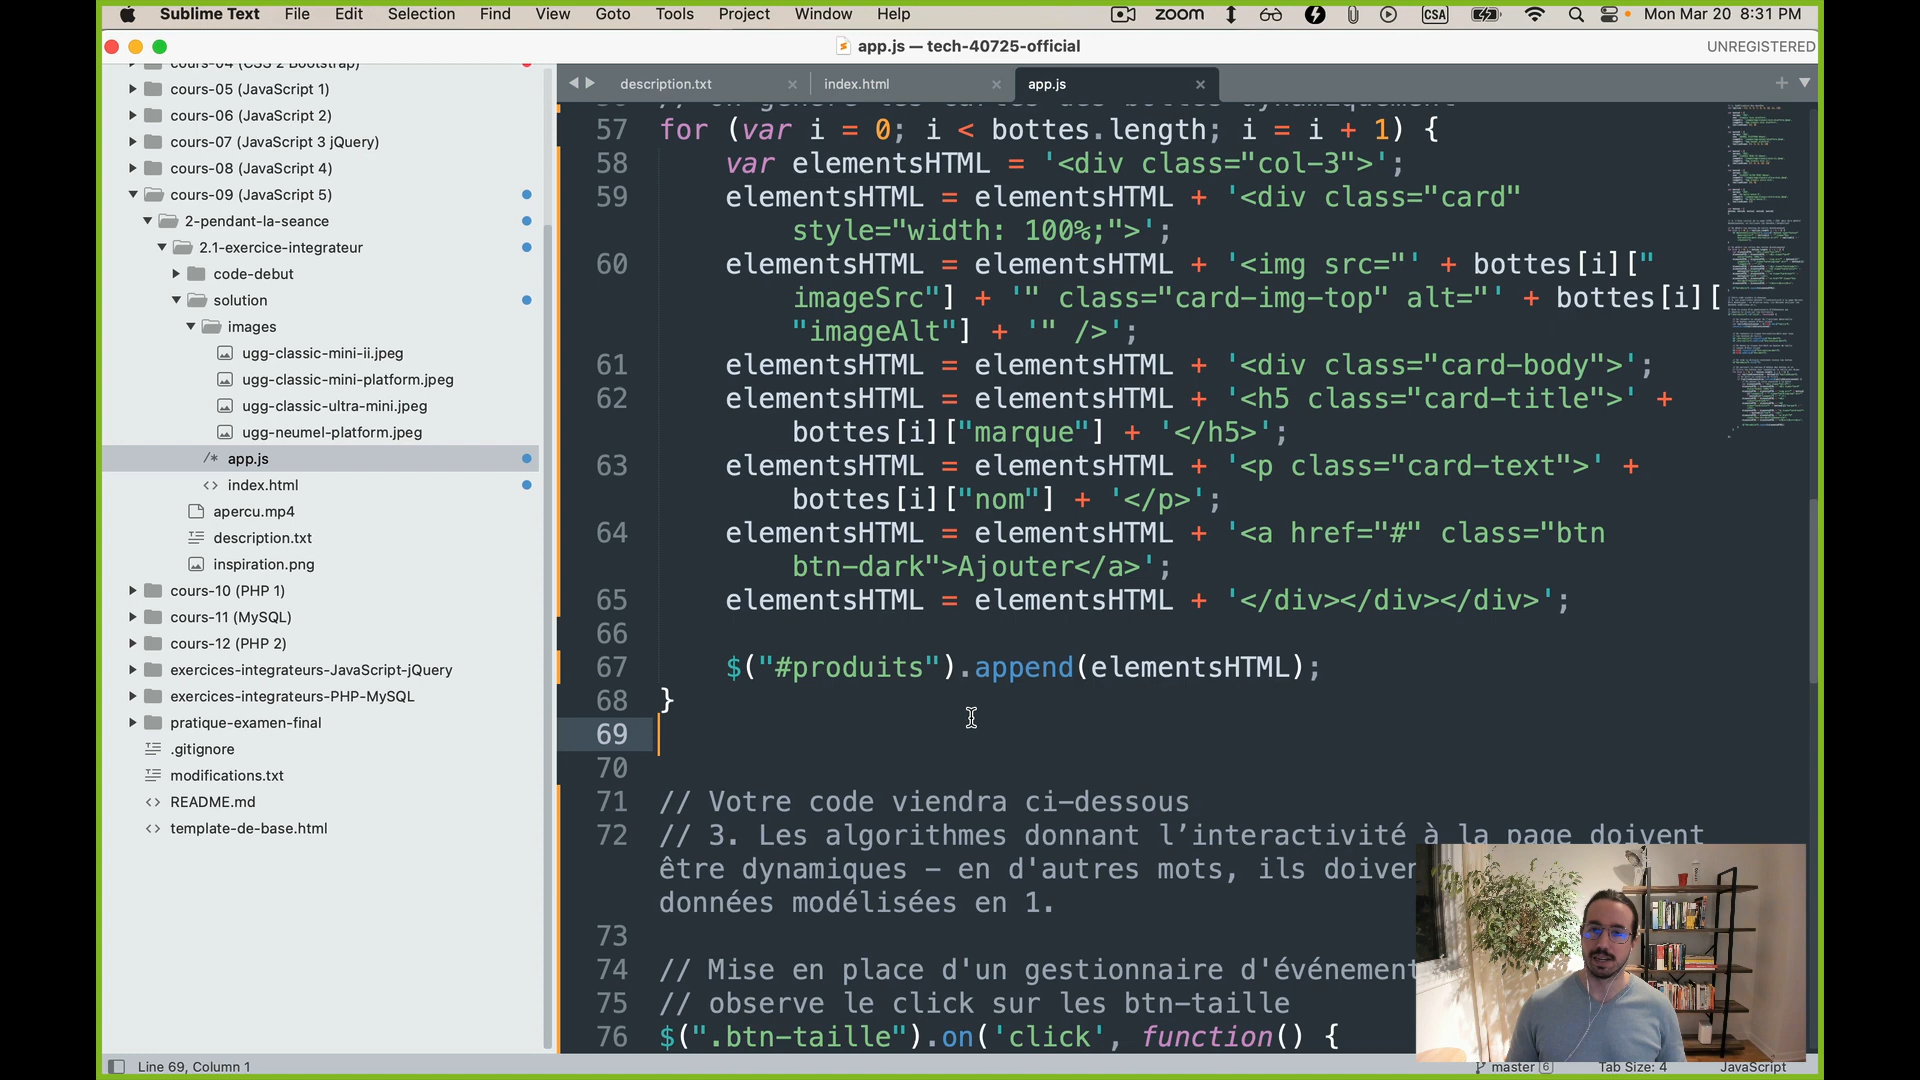 Sublime Text File Edit Selection Find View Goto Tools Project Window Help zoom CSA Mon Mar 20 8:31 PM
app.js — tech-40725-official UNREGISTERED
cours-04 (CSS 2 Bootstrap)
cours-05 (JavaScript 1)
cours-06 (JavaScript 2)
cours-07 (JavaScript 3 jQuery)
cours-08 (JavaScript 4)
cours-09 (JavaScript 5)
2-pendant-la-seance
2.1-exercice-integrateur
code-debut
solution
images
ugg-classic-mini-ii.jpeg
ugg-classic-mini-platform.jpeg
ugg-classic-ultra-mini.jpeg
ugg-neumel-platform.jpeg
/* app.js
<> index.html
apercu.mp4
description.txt
inspiration.png
cours-10 (PHP 1)
cours-11 (MySQL)
cours-12 (PHP 2)
exercices-integrateurs-JavaScript-jQuery
exercices-integrateurs-PHP-MySQL
pratique-examen-final
.gitignore
modifications.txt
<> README.md
<> template-de-base.html
description.txt index.html app.js
56 // On génère les cartes des bottes dynamiquement
57 for (var i = 0; i < bottes.length; i = i + 1) {
58 var elementsHTML = '<div class="col-3">';
59 elementsHTML = elementsHTML + '<div class="card"
style="width: 100%;">';
60 elementsHTML = elementsHTML + '<img src="' + bottes[i]["
imageSrc"] + '" class="card-img-top" alt="' + bottes[i][
"imageAlt"] + '" />';
61 elementsHTML = elementsHTML + '<div class="card-body">';
62 elementsHTML = elementsHTML + '<h5 class="card-title">' +
bottes[i]["marque"] + '</h5>';
63 elementsHTML = elementsHTML + '<p class="card-text">' +
bottes[i]["nom"] + '</p>';
64 elementsHTML = elementsHTML + '<a href="#" class="btn
btn-dark">Ajouter</a>';
65 elementsHTML = elementsHTML + '</div></div></div>';
66
67 $("#produits").append(elementsHTML);
68 }
69
70
71 // Votre code viendra ci-dessous
72 // 3. Les algorithmes donnant l’interactivité à la page doivent
être dynamiques – en d'autres mots, ils doiven
données modélisées en 1.
73
74 // Mise en place d'un gestionnaire d'événement
75 // observe le click sur les btn-taille
76 $(".btn-taille").on('click', function() {
Line 69, Column 1 master 6 Tab Size: 4 JavaScript